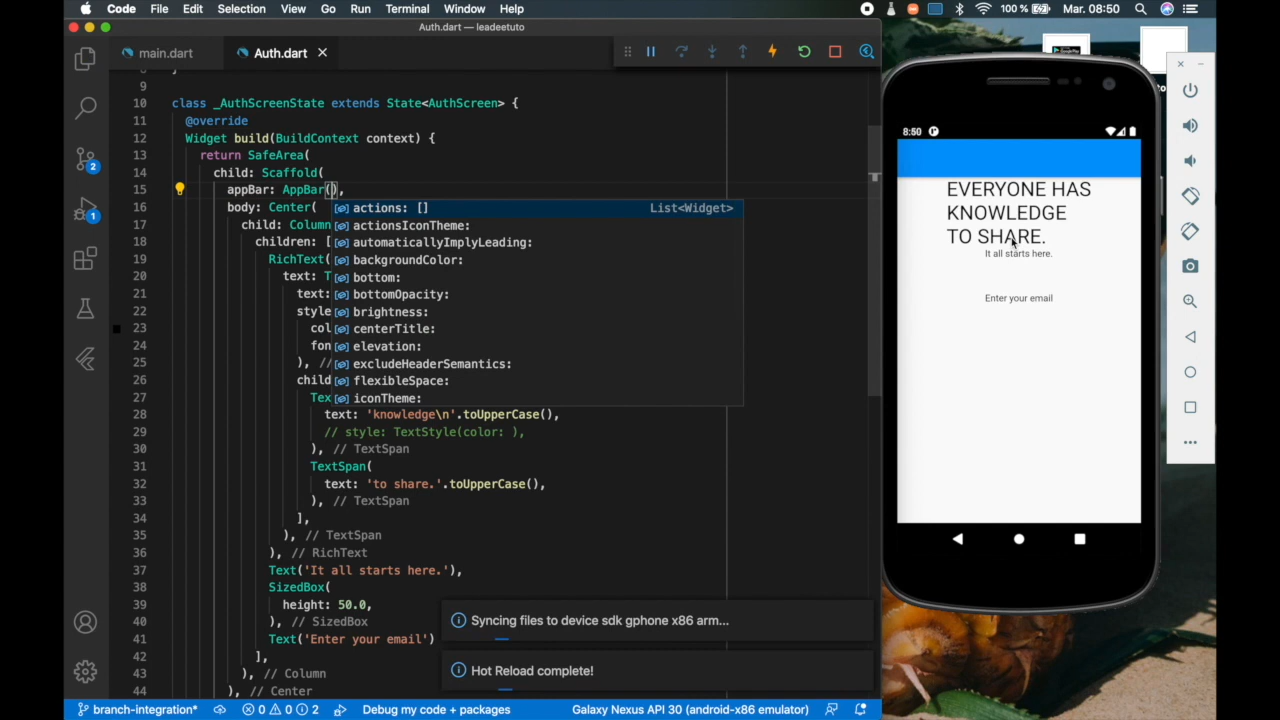 Code File Edit Selection View Go Run Terminal Window Help 100 % Mar. 08:50
Auth.dart — leadeetuto
main.dart Auth.dart
9
10 class _AuthScreenState extends State<AuthScreen> {
11 @override
12 Widget build(BuildContext context) {
13 return SafeArea(
14 child: Scaffold(
15 appBar: AppBar(),
16 body: Center(
17 child: Column
18 children: [
19 RichText(
20 text: T
21 text:
22 style
23 col
24 fon
25 ), //
26 child
27 Tex
28 text: 'knowledge\n'.toUpperCase(),
29 // style: TextStyle(color: ),
30 ), // TextSpan
31 TextSpan(
32 text: 'to share.'.toUpperCase(),
33 ), // TextSpan
34 ],
35 ), // TextSpan
36 ), // RichText
37 Text('It all starts here.'),
38 SizedBox(
39 height: 50.0,
40 ), // SizedBox
41 Text('Enter your email')
42 ],
43 ), // Column
44 ), // Center
actions: [] List<Widget>
actionsIconTheme:
automaticallyImplyLeading:
backgroundColor:
bottom:
bottomOpacity:
brightness:
centerTitle:
elevation:
excludeHeaderSemantics:
flexibleSpace:
iconTheme:
2
1
Syncing files to device sdk gphone x86 arm...
Hot Reload complete!
branch-integration* 0 0 2 Debug my code + packages Galaxy Nexus API 30 (android-x86 emulator)
8:50
EVERYONE HAS
KNOWLEDGE
TO SHARE.
It all starts here.
Enter your email